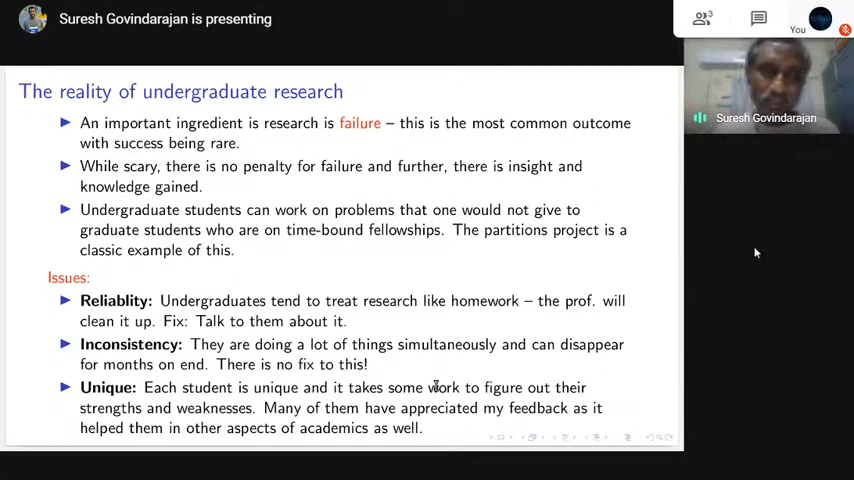 Suresh Govindarajan is presenting
3
You
Suresh Govindarajan
The reality of undergraduate research
An important ingredient is research is failure – this is the most common outcome
with success being rare.
While scary, there is no penalty for failure and further, there is insight and
knowledge gained.
Undergraduate students can work on problems that one would not give to
graduate students who are on time-bound fellowships. The partitions project is a
classic example of this.
Issues:
Reliablity: Undergraduates tend to treat research like homework – the prof. will
clean it up. Fix: Talk to them about it.
Inconsistency: They are doing a lot of things simultaneously and can disappear
for months on end. There is no fix to this!
Unique: Each student is unique and it takes some work to figure out their
strengths and weaknesses. Many of them have appreciated my feedback as it
helped them in other aspects of academics as well.